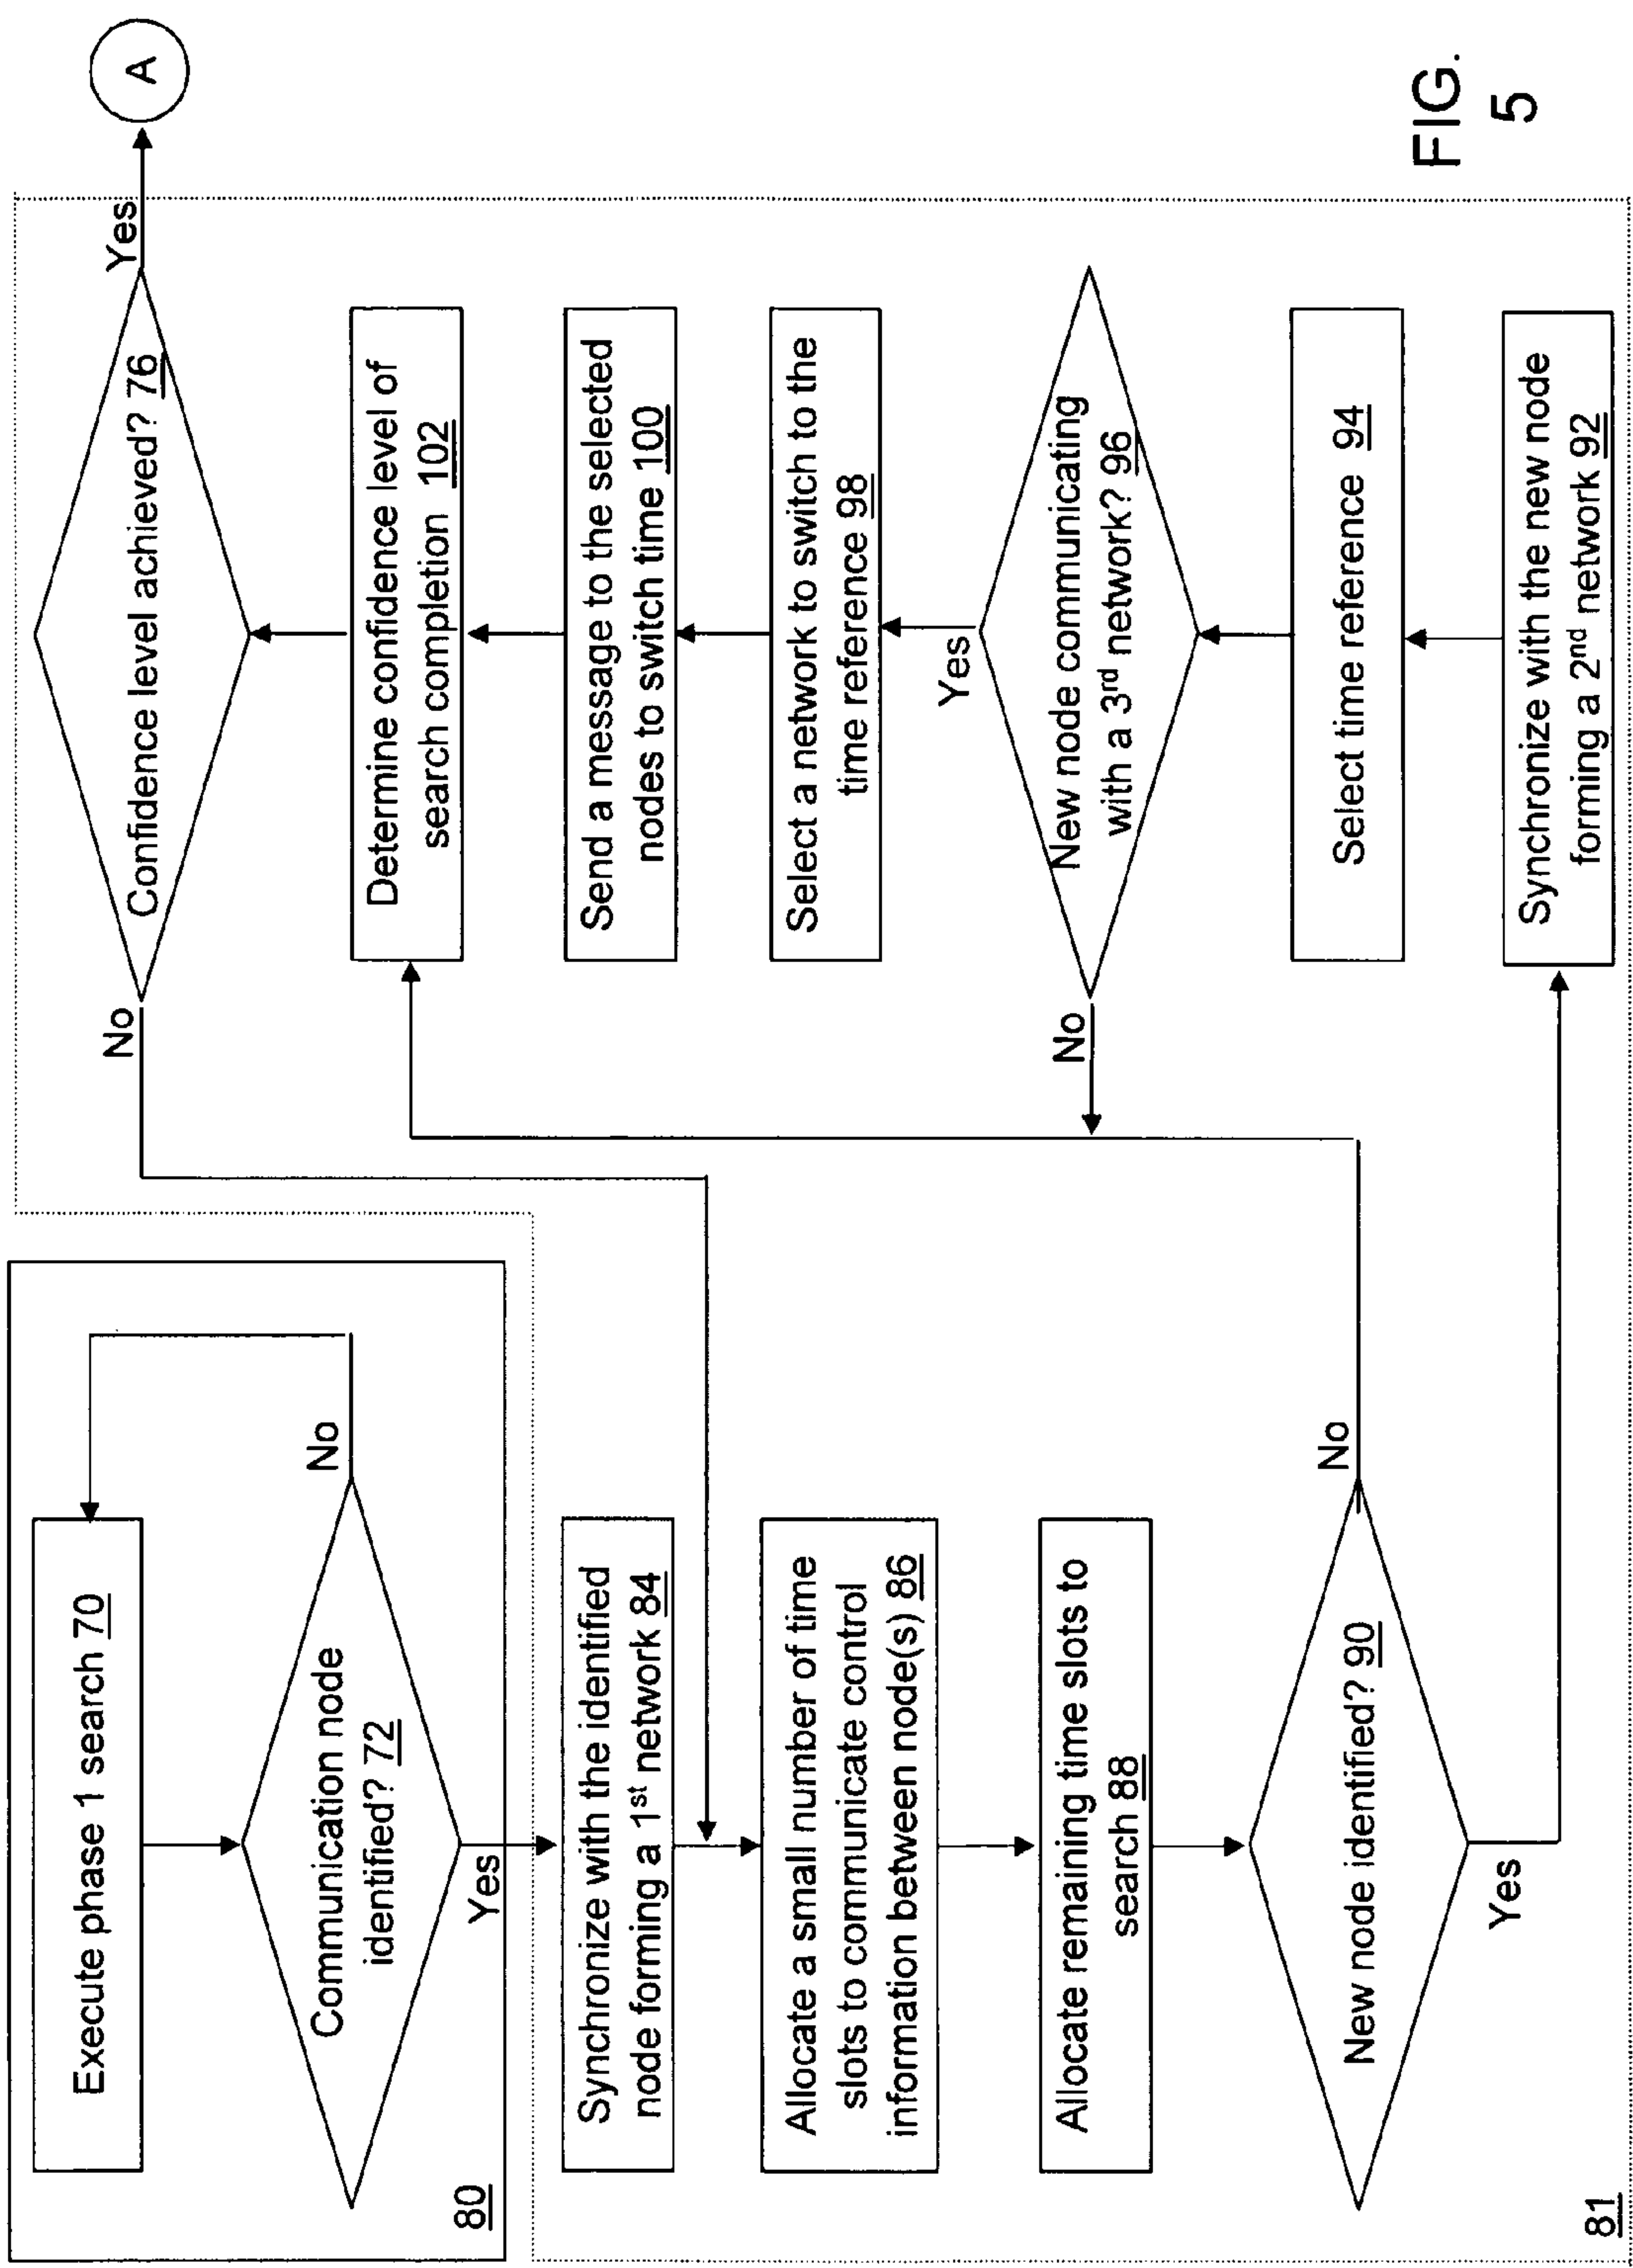 Execute phase 1 search 70
Communication node
identified? 72
No
Yes
80
Synchronize with the identified
node forming a 1st network 84
Allocate a small number of time
slots to communicate control
information between node(s) 86
Allocate remaining time slots to
search 88
New node identified? 90
No
Yes
81
Confidence level achieved? 76
No
Yes
A
Determine confidence level of
search completion 102
Send a message to the selected
nodes to switch time 100
Select a network to switch to the
time reference 98
Yes
New node communicating
with a 3rd network? 96
No
Select time reference 94
Synchronize with the new node
forming a 2nd network 92
FIG.
5